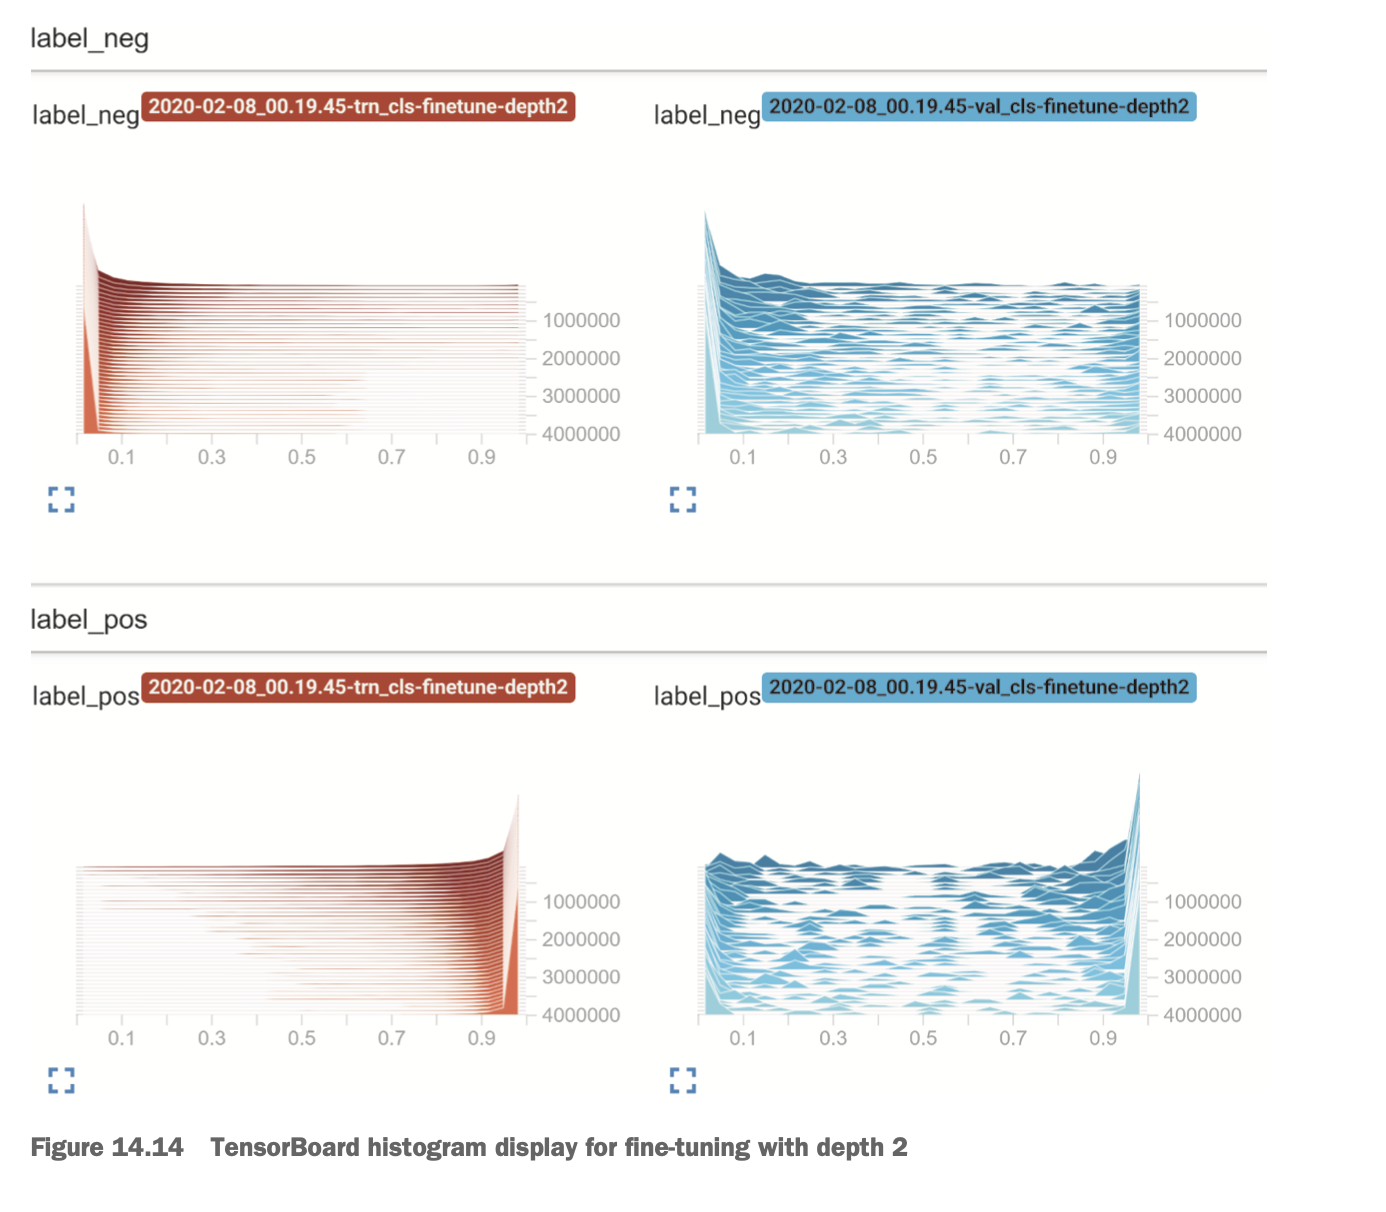 label_neg
label_neg 2020-02-08_00.19.45-trn_cls-finetune-depth2
label_neg 2020-02-08_00.19.45-val_cls-finetune-depth2
1000000
2000000
3000000
4000000
0.1 0.3 0.5 0.7 0.9
1000000
2000000
3000000
4000000
0.1 0.3 0.5 0.7 0.9
label_pos
label_pos 2020-02-08_00.19.45-trn_cls-finetune-depth2
label_pos 2020-02-08_00.19.45-val_cls-finetune-depth2
1000000
2000000
3000000
4000000
0.1 0.3 0.5 0.7 0.9
1000000
2000000
3000000
4000000
0.1 0.3 0.5 0.7 0.9
Figure 14.14 TensorBoard histogram display for fine-tuning with depth 2